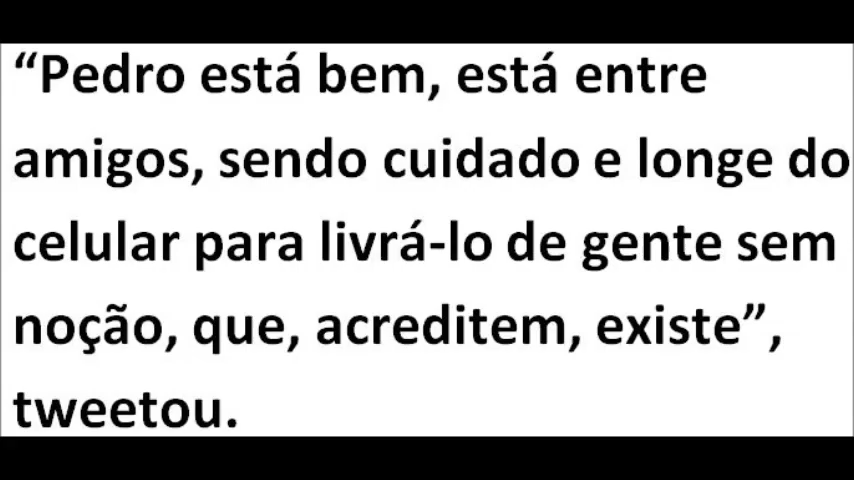 “Pedro está bem, está entre
amigos, sendo cuidado e longe do
celular para livrá-lo de gente sem
noção, que, acreditem, existe”,
tweetou.